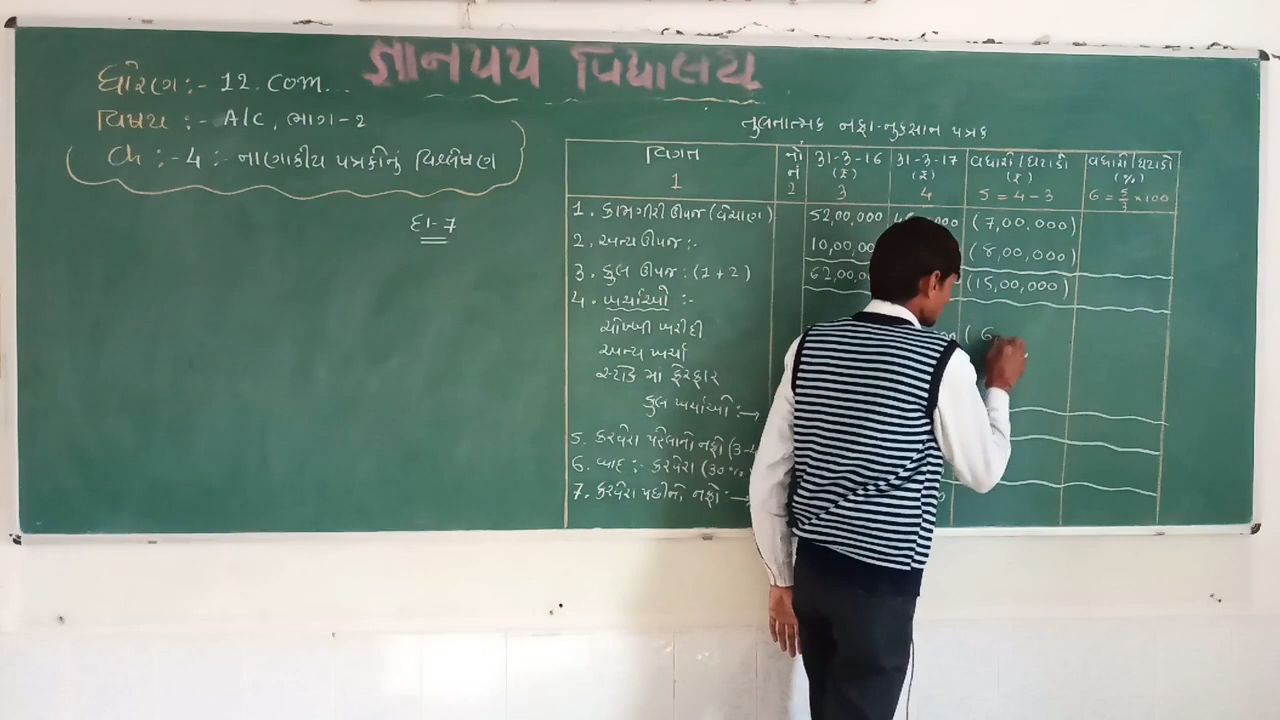 જ્ઞાનપથ વિદ્યાલય
ધોરણ :- 12. com...
વિષય :- A/C, ભાગ-2
Ch :- 4 :- નાણાકીય પત્રકોનું વિશ્લેષણ
દા-7
તુલનાત્મક નફા-નુકસાન પત્રક
વિગત નોં 31-3-16 31-3-17 વધારો/ઘટાડો વધારો/ઘટાડો
નં (₹) (₹) (₹) (%)
1 2 3 4 5 = 4-3 6 = 5/3 x 100
1. કામગીરી ઊપજ (વેચાણ) 52,00,000 (7,00,000)
2. અન્ય ઊપજ :- 10,00,00 (8,00,000)
3. કુલ ઊપજ : (1+2) 62,00,00 (15,00,000)
4. ખર્ચાઓ :-
ચોખ્ખી ખરીદી ( 6
અન્ય ખર્ચા
સ્ટોક માં ફેરફાર
કુલ ખર્ચાઓ :→
5. કરવેરા પહેલાનો નફો (3-4
6. બાદ :- કરવેરા (30%
7. કરવેરા પછીનો નફો →